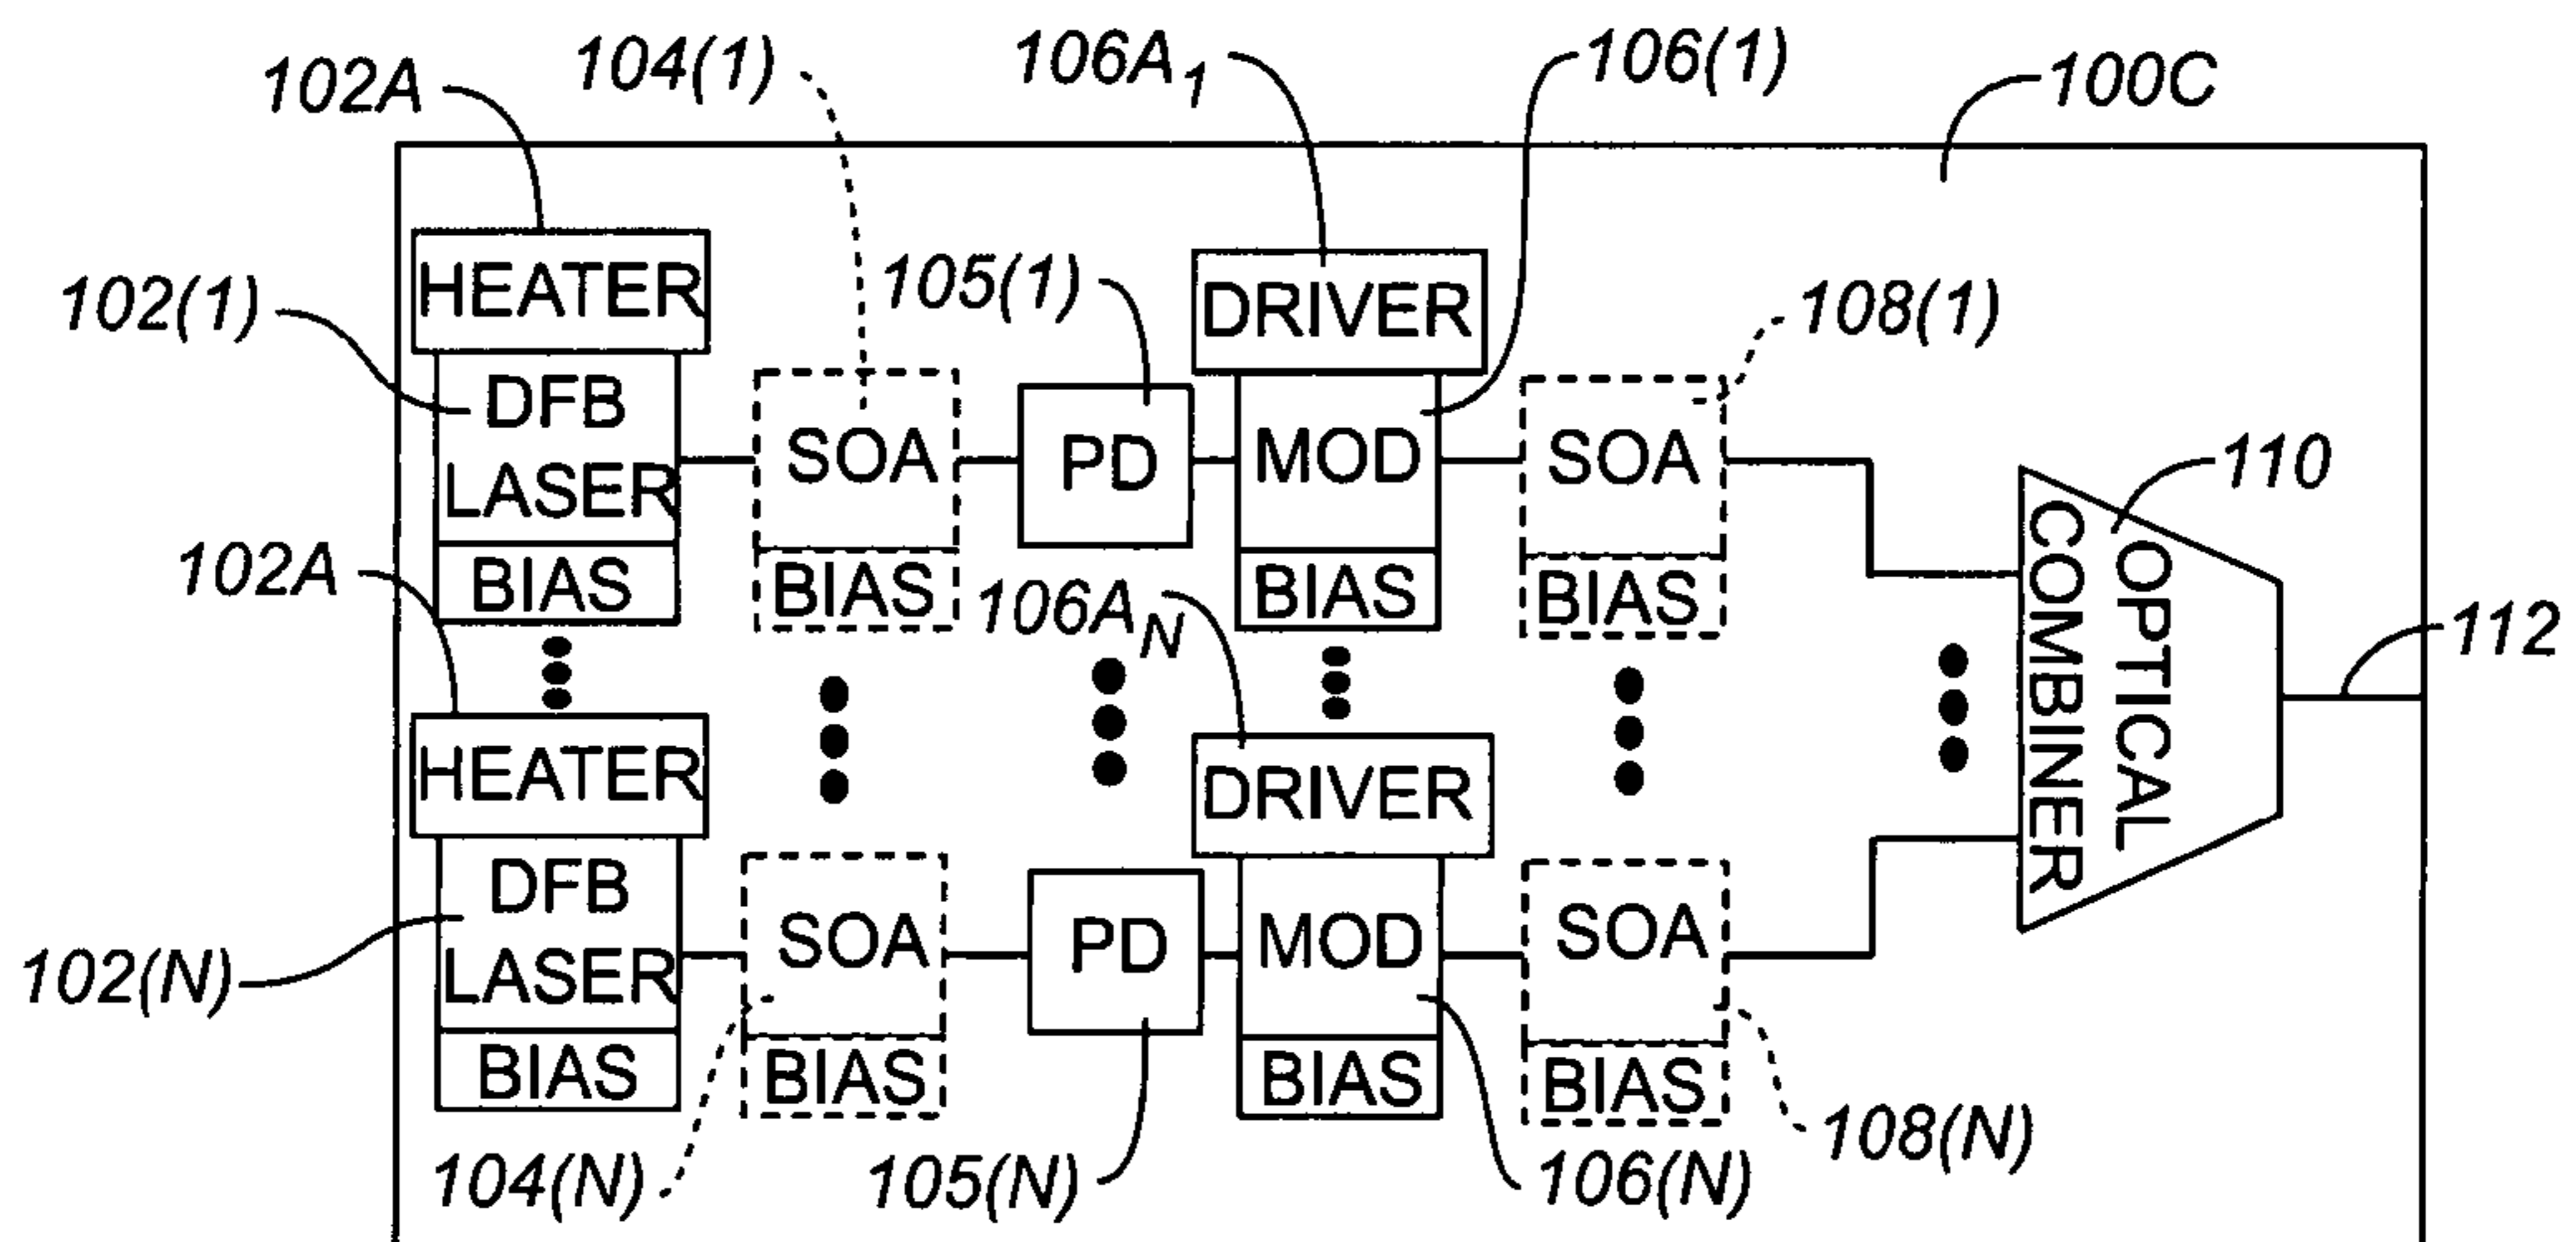 102A
104(1)
106A1
106(1)
100C
HEATER
102(1)
DFB
LASER
BIAS
SOA
BIAS
105(1)
PD
DRIVER
MOD
BIAS
108(1)
SOA
BIAS
110
OPTICAL
COMBINER
112
102A
106AN
HEATER
102(N)
DFB
LASER
BIAS
SOA
BIAS
104(N)
PD
105(N)
DRIVER
MOD
BIAS
106(N)
SOA
BIAS
108(N)